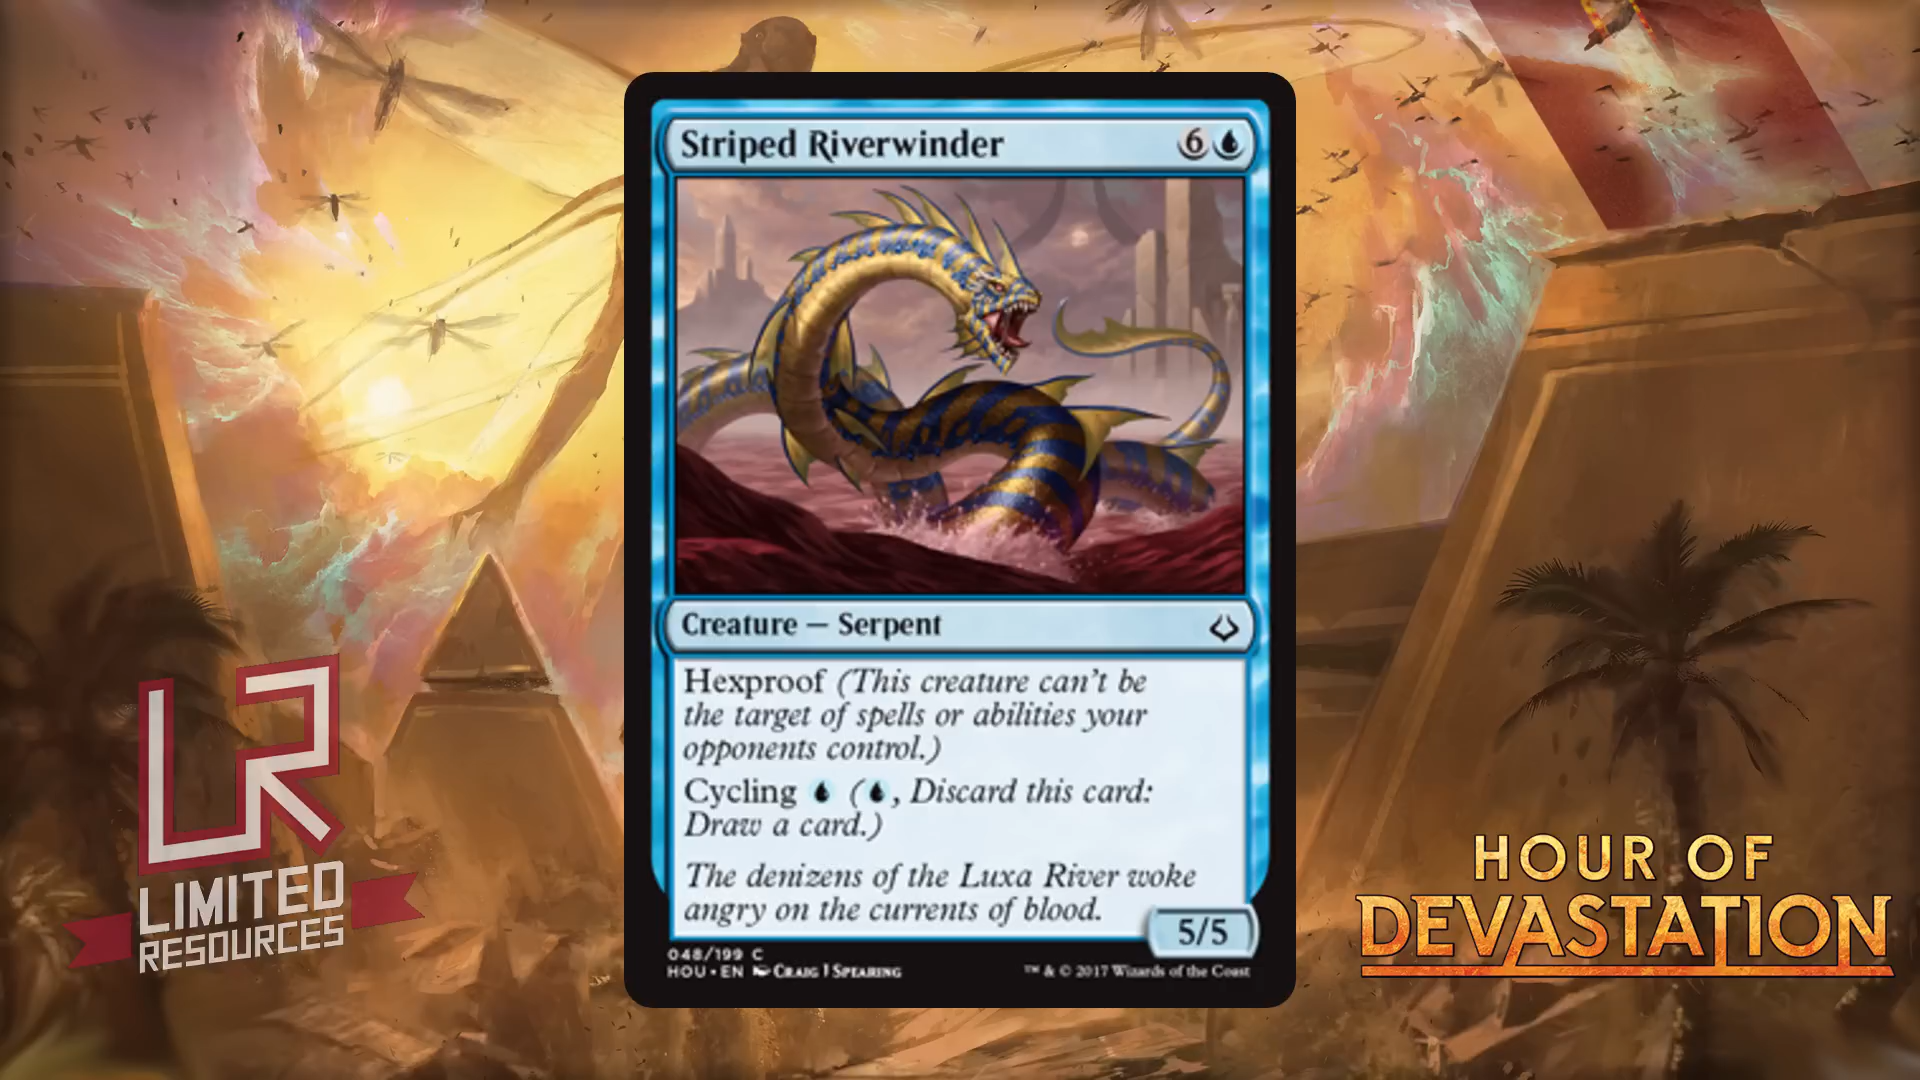 Striped Riverwinder
6
Creature — Serpent
Hexproof (This creature can't be
the target of spells or abilities your
opponents control.)
Cycling ( , Discard this card:
Draw a card.)
The denizens of the Luxa River woke
angry on the currents of blood.
5/5
048/199 C
HOU • EN Craig J Spearing
™ & © 2017 Wizards of the Coast
LR
LIMITED
RESOURCES
HOUR OF
DEVASTATION